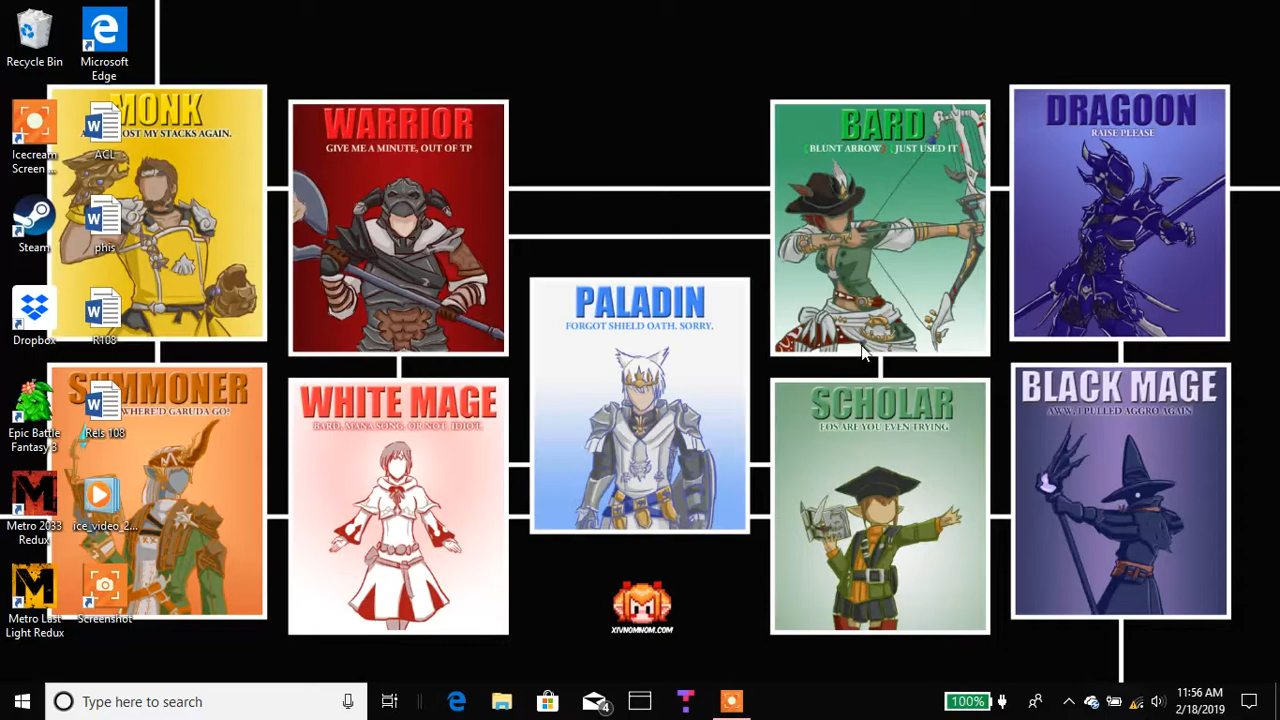 Recycle Bin
Microsoft
Edge
Icecream
Screen ...
ACL
Steam
phis
Dropbox
R108
Epic Battle
Fantasy 3
Rels 108
Metro 2033
Redux
ice_video_2...
Metro Last
Light Redux
Screenshot
MONK
OST MY STACKS AGAIN.
WARRIOR
GIVE ME A MINUTE, OUT OF TP
BARD
(BLUNT ARROW) (JUST USED IT)
DRAGOON
RAISE PLEASE
PALADIN
FORGOT SHIELD OATH. SORRY.
SUMMONER
WHERE'D GARUDA GO?
WHITE MAGE
BARD, MANA SONG. OR NOT. IDIOT.
SCHOLAR
EOS ARE YOU EVEN TRYING
BLACK MAGE
AWW, I PULLED AGGRO AGAIN
XIVNOMNOM.COM
Type here to search
4
100%
11:56 AM
2/18/2019